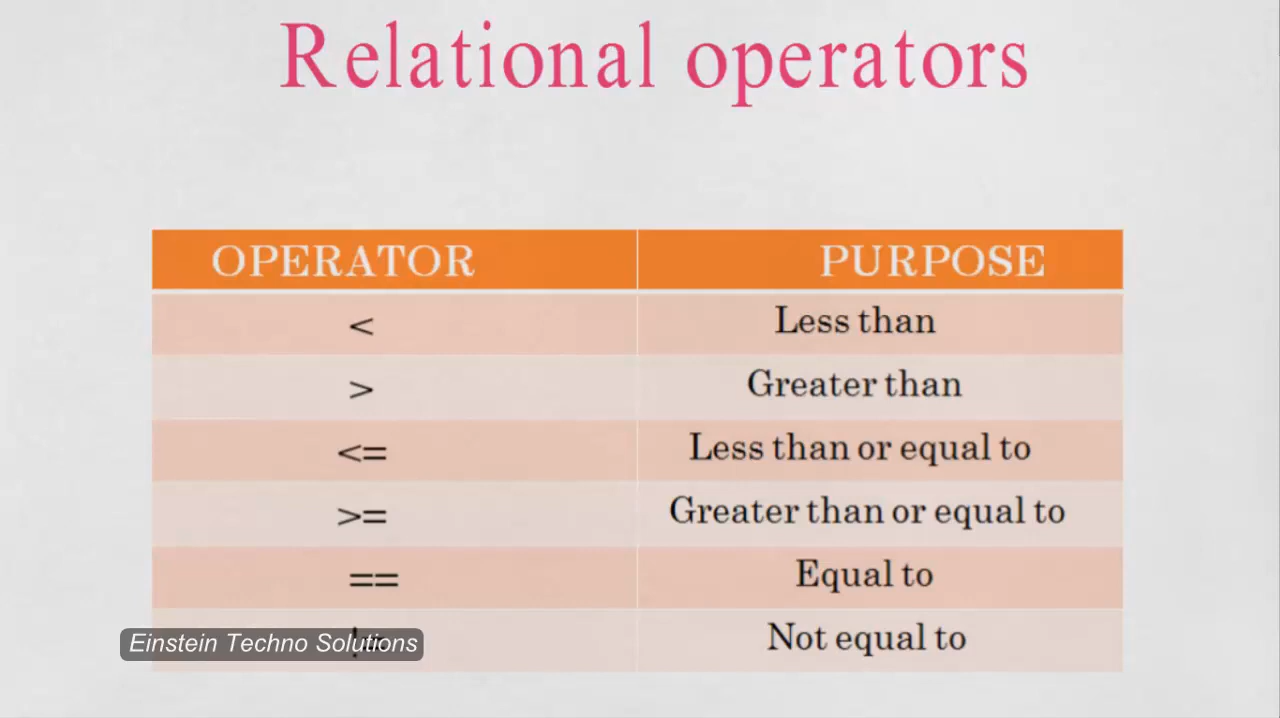 Relational operators
OPERATOR PURPOSE
< Less than
> Greater than
<= Less than or equal to
>= Greater than or equal to
== Equal to
!= Not equal to
Einstein Techno Solutions